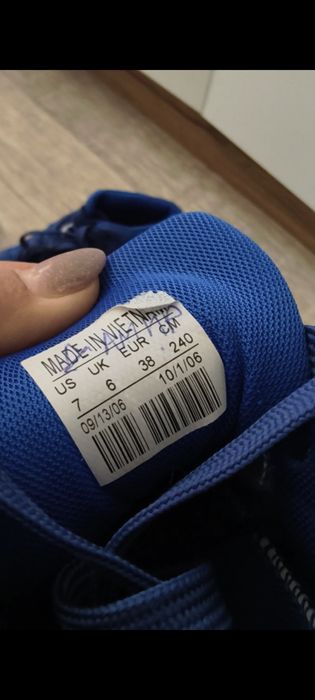 MADE IN VIETNAM
US UK EUR CM
7 6 38 240
09/13/06 10/1/06